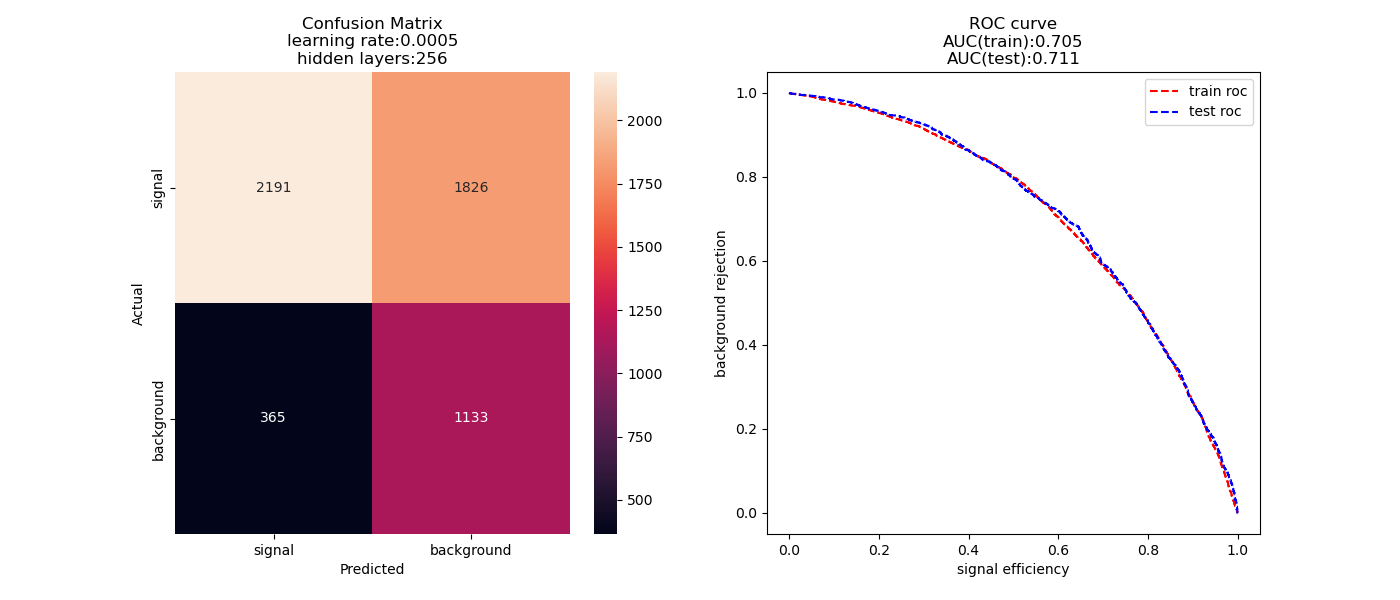 Confusion Matrix
learning rate:0.0005
hidden layers:256
signal
background
Actual
2191
1826
365
1133
signal
background
Predicted
2000
1750
1500
1250
1000
750
500
ROC curve
AUC(train):0.705
AUC(test):0.711
train roc
test roc
background rejection
1.0
0.8
0.6
0.4
0.2
0.0
0.0
0.2
0.4
0.6
0.8
1.0
signal efficiency